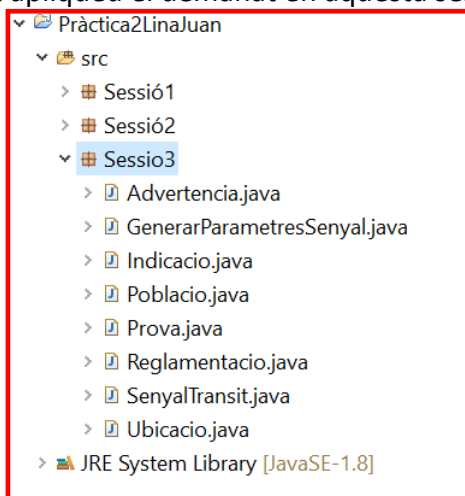 Pràctica2LinaJuan
src
Sessió1
Sessió2
Sessio3
Advertencia.java
GenerarParametresSenyal.java
Indicacio.java
Poblacio.java
Prova.java
Reglamentacio.java
SenyalTransit.java
Ubicacio.java
JRE System Library [JavaSE-1.8]